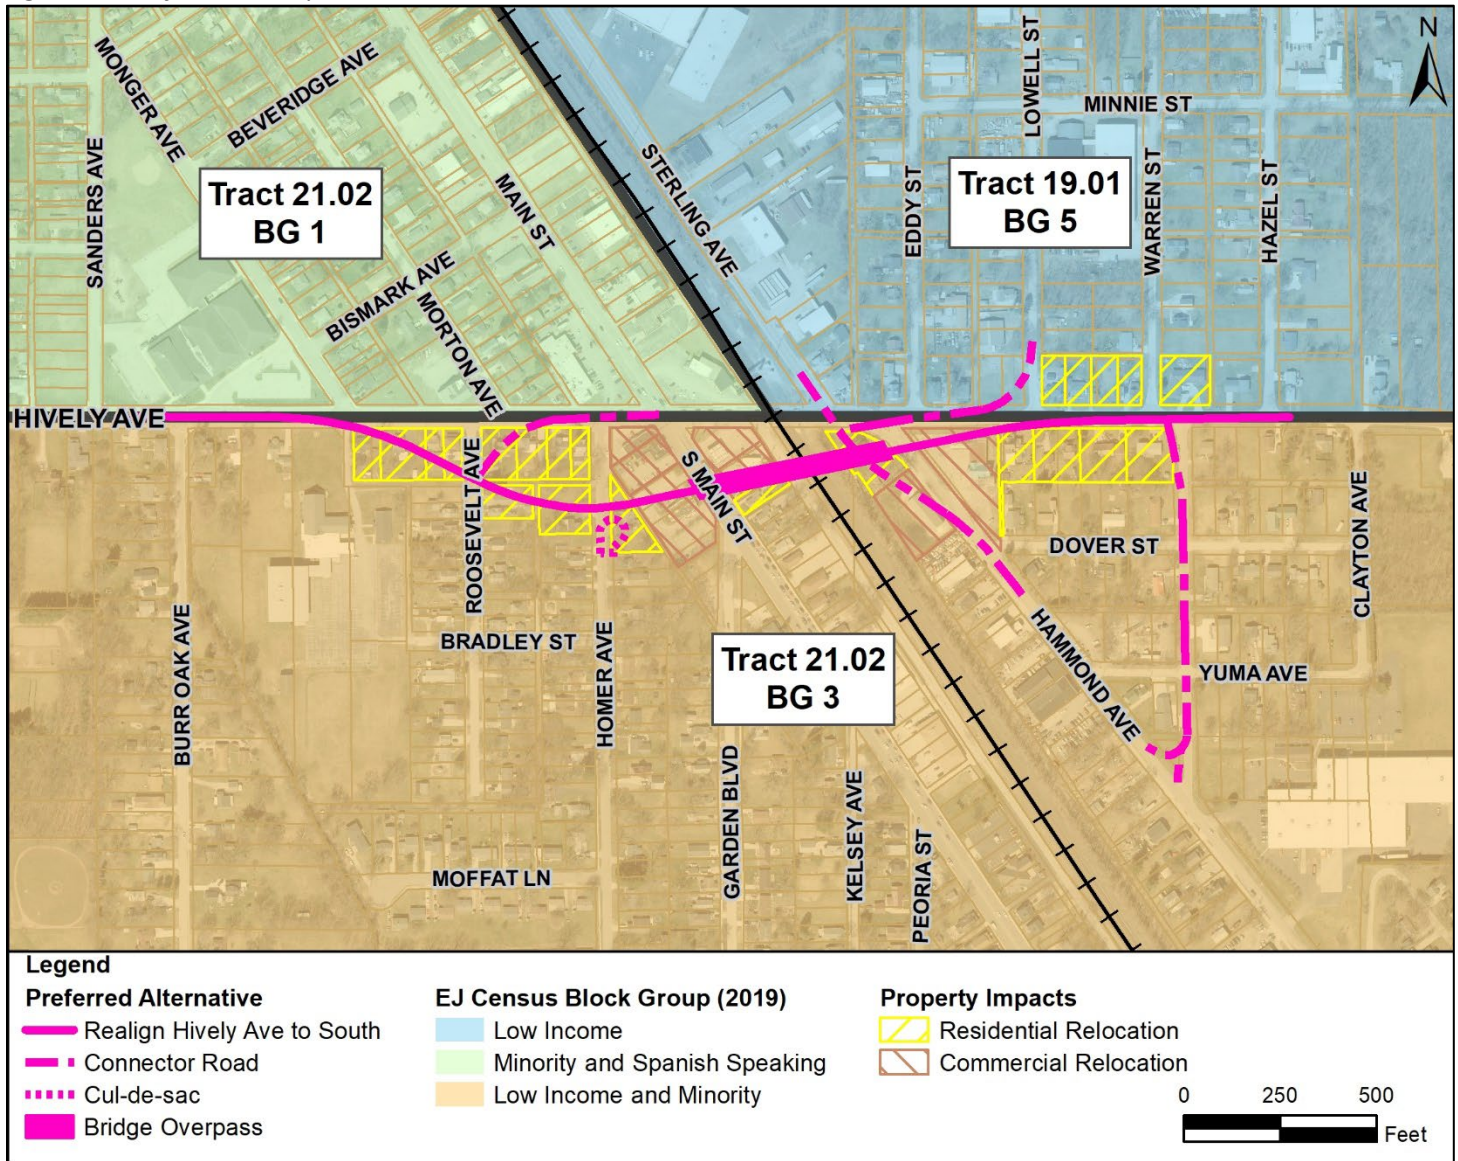 N
MONGER AVE
BEVERIDGE AVE
SANDERS AVE
MAIN ST
Tract 21.02
BG 1
BISMARK AVE
MORTON AVE
STERLING AVE
LOWELL ST
MINNIE ST
EDDY ST
Tract 19.01
BG 5
WARREN ST
HAZEL ST
HIVELY AVE
ROOSEVELT AVE
S MAIN ST
DOVER ST
CLAYTON AVE
BURR OAK AVE
BRADLEY ST
HOMER AVE
Tract 21.02
BG 3
HAMMOND AVE
YUMA AVE
GARDEN BLVD
KELSEY AVE
PEORIA ST
MOFFAT LN
Legend
Preferred Alternative
Realign Hively Ave to South
Connector Road
Cul-de-sac
Bridge Overpass
EJ Census Block Group (2019)
Low Income
Minority and Spanish Speaking
Low Income and Minority
Property Impacts
Residential Relocation
Commercial Relocation
0 250 500
Feet